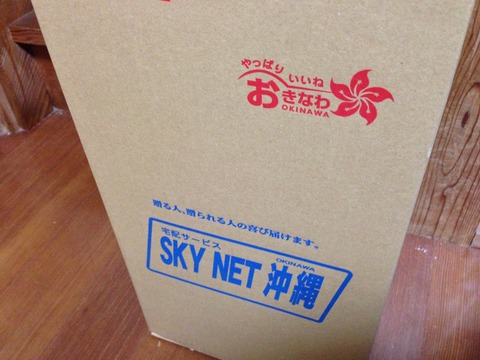 やっぱり いいね
おきなわ
OKINAWA
贈る人、贈られる人の喜び届けます。
宅配サービス
OKINAWA
SKY NET 沖縄